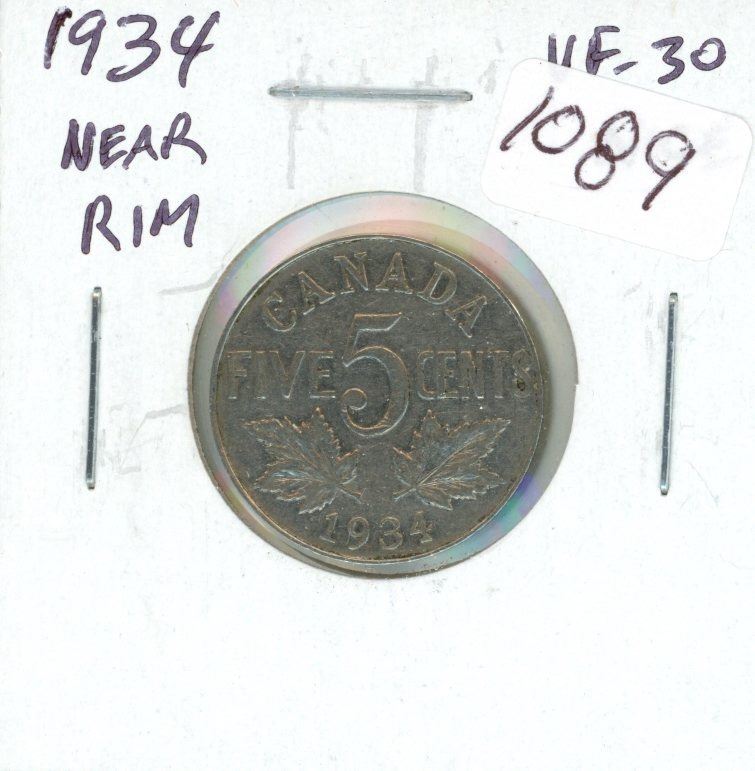 1934
VF-30
NEAR
RIM
1089
CANADA
FIVE 5 CENTS
1934